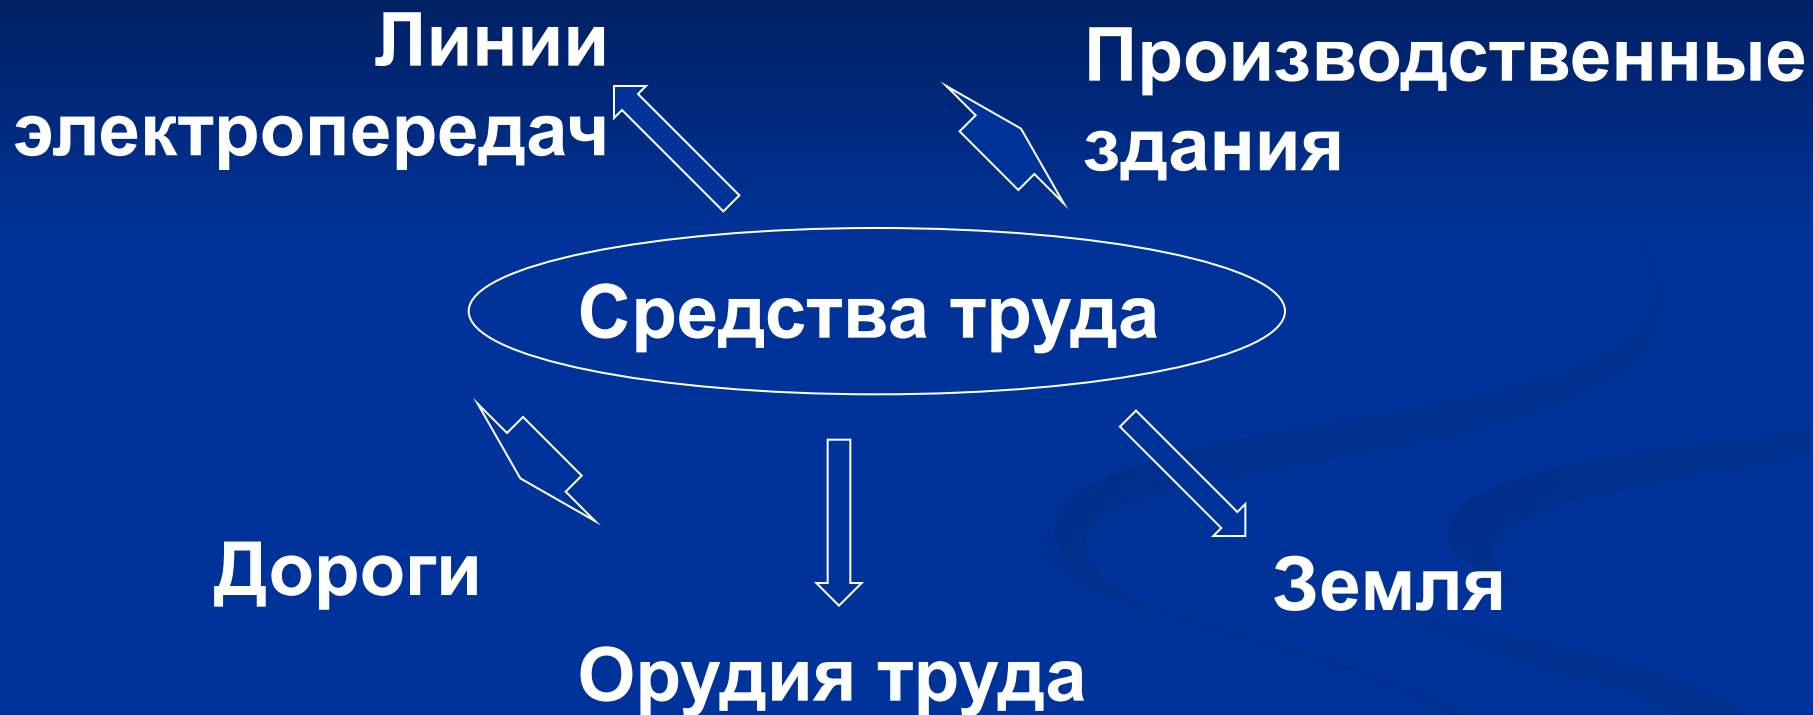 Линии
электропередач
Производственные
здания
Средства труда
Дороги
Земля
Орудия труда